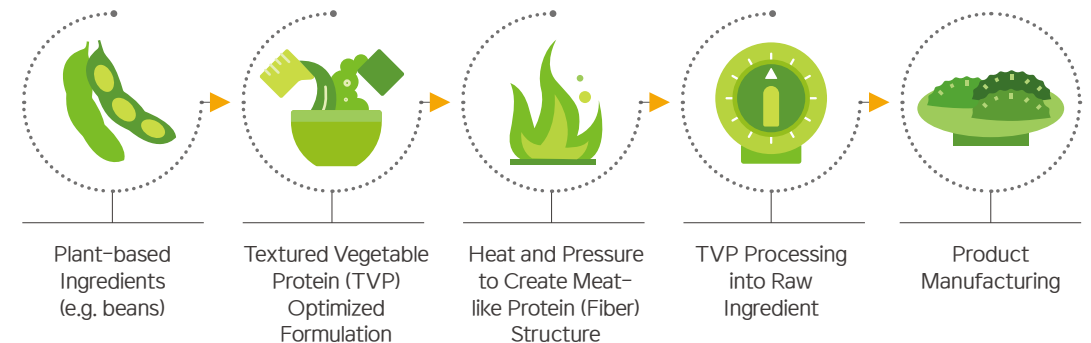 Plant-based
Ingredients
(e.g. beans)
Textured Vegetable
Protein (TVP)
Optimized
Formulation
Heat and Pressure
to Create Meat-
like Protein (Fiber)
Structure
TVP Processing
into Raw
Ingredient
Product
Manufacturing